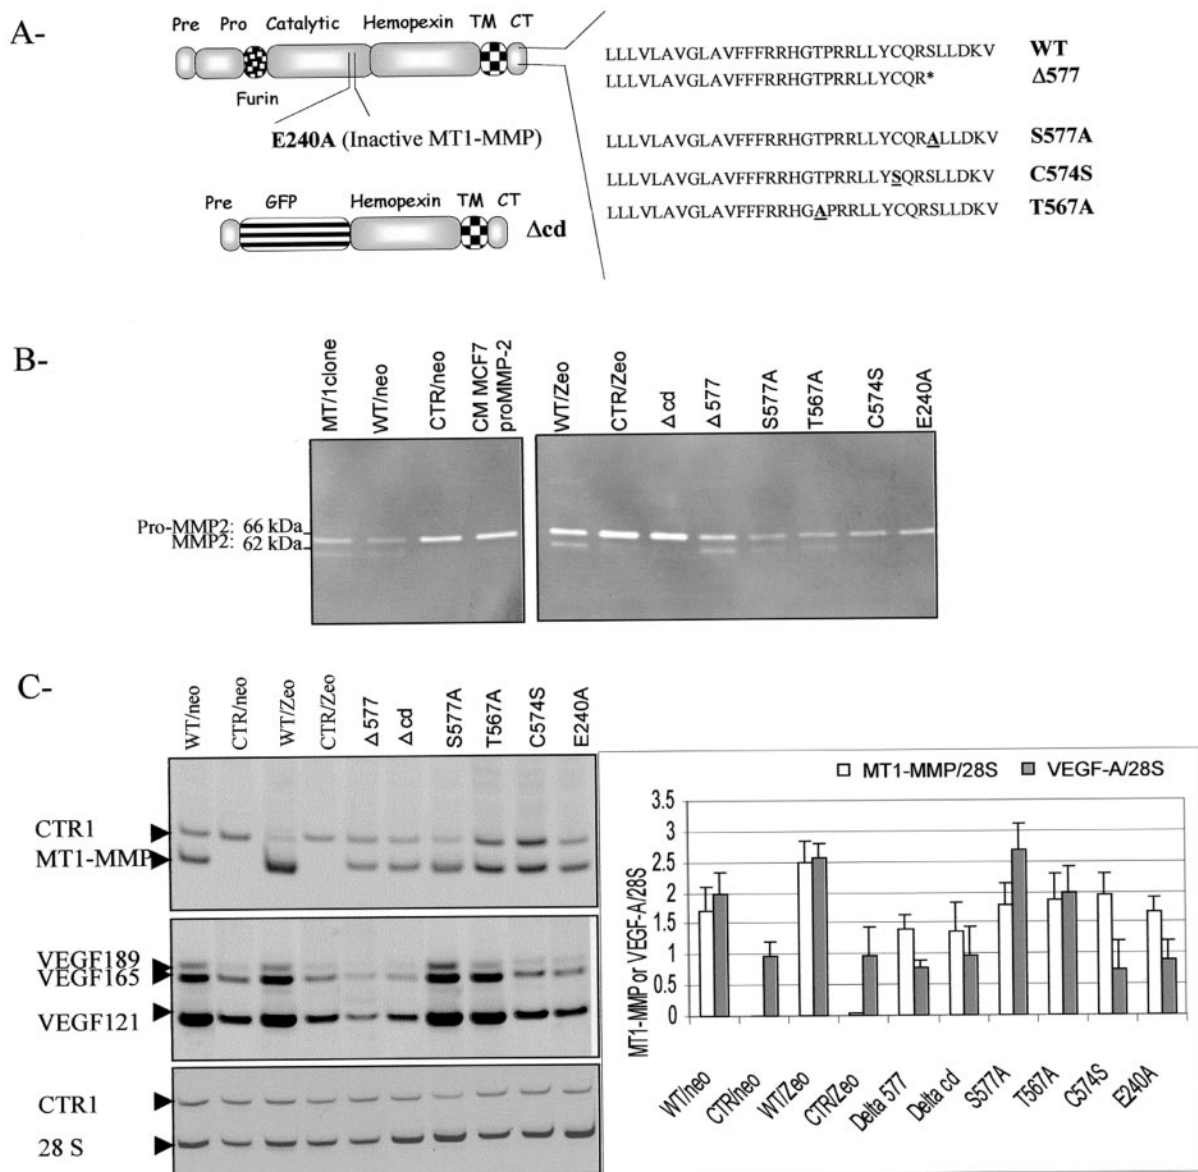 A-
Pre Pro Catalytic Hemopexin TM CT
Furin
E240A (Inactive MT1-MMP)
Pre GFP Hemopexin TM CT
Δcd
LLLVLAVGLAVFFFRRHGTPRRLLYCQRSLLDKV WT
LLLVLAVGLAVFFFRRHGTPRRLLYCQR* Δ577
LLLVLAVGLAVFFFRRHGTPRRLLYCQRALLDKV S577A
LLLVLAVGLAVFFFRRHGTPRRLLYSQRSLLDKV C574S
LLLVLAVGLAVFFFRRHGAPRRLLYCQRSLLDKV T567A
B-
MT/1clone
WT/neo
CTR/neo
CM MCF7
proMMP-2
WT/Zeo
CTR/Zeo
Δcd
Δ577
S577A
T567A
C574S
E240A
Pro-MMP2: 66 kDa
MMP2: 62 kDa
C-
WT/neo
CTR/neo
WT/Zeo
CTR/Zeo
Δ577
Δcd
S577A
T567A
C574S
E240A
CTR1
MT1-MMP
VEGF189
VEGF165
VEGF121
CTR1
28 S
MT1-MMP/28S VEGF-A/28S
MT1-MMP or VEGF-A/28S
3.5
3
2.5
2
1.5
1
0.5
0
WT/neo
CTR/neo
WT/Zeo
CTR/Zeo
Delta 577
Delta cd
S577A
T567A
C574S
E240A